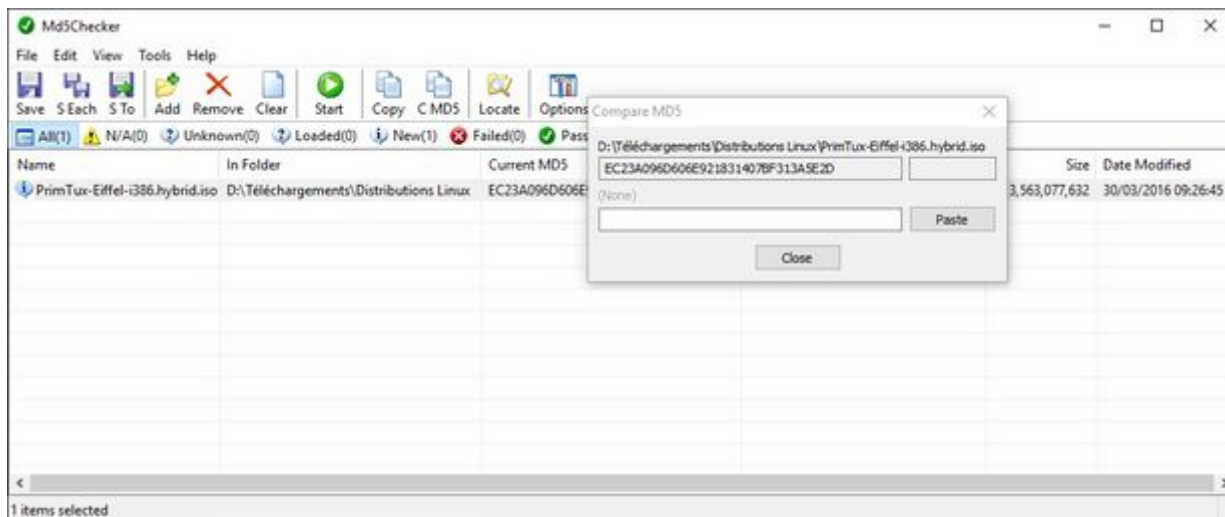 Md5Checker
File Edit View Tools Help
Save S Each S To Add Remove Clear Start Copy C MD5 Locate Options
All(1) N/A(0) Unknown(0) Loaded(0) New(1) Failed(0) Pass
Name In Folder Current MD5 Size Date Modified
PrimTux-Eiffel-i386.hybrid.iso D:\Téléchargements\Distributions Linux EC23A096D606E9 3,563,077,632 30/03/2016 09:26:45
Compare MD5
D:\Téléchargements\Distributions Linux\PrimTux-Eiffel-i386.hybrid.iso
EC23A096D606E921831407BF313A5E2D
(None)
Paste
Close
1 items selected